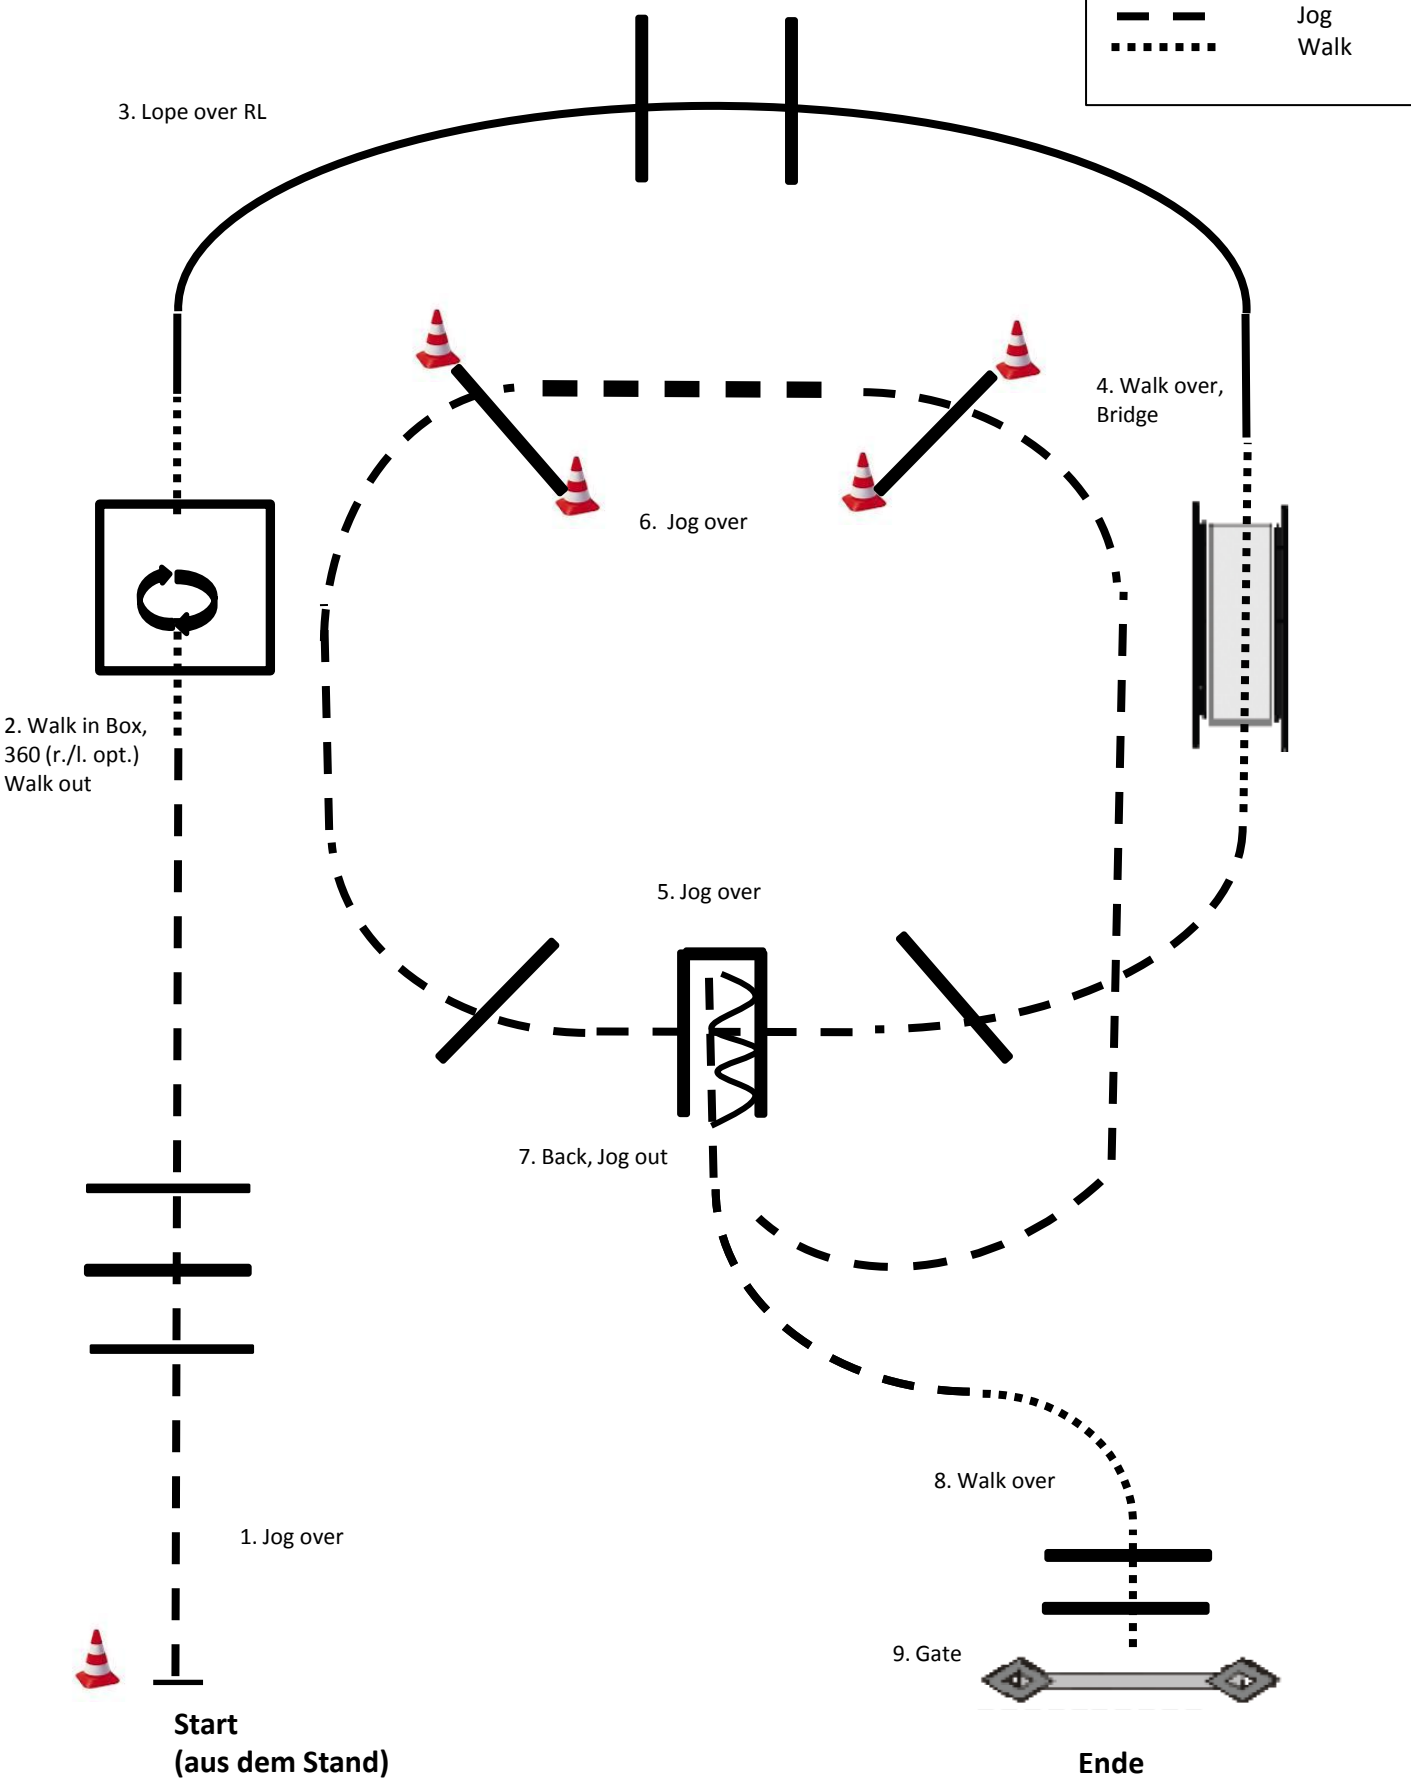 Jog
Walk
3. Lope over RL
4. Walk over,
Bridge
6. Jog over
2. Walk in Box,
360 (r./l. opt.)
Walk out
5. Jog over
7. Back, Jog out
8. Walk over
1. Jog over
9. Gate
Start
(aus dem Stand)
Ende